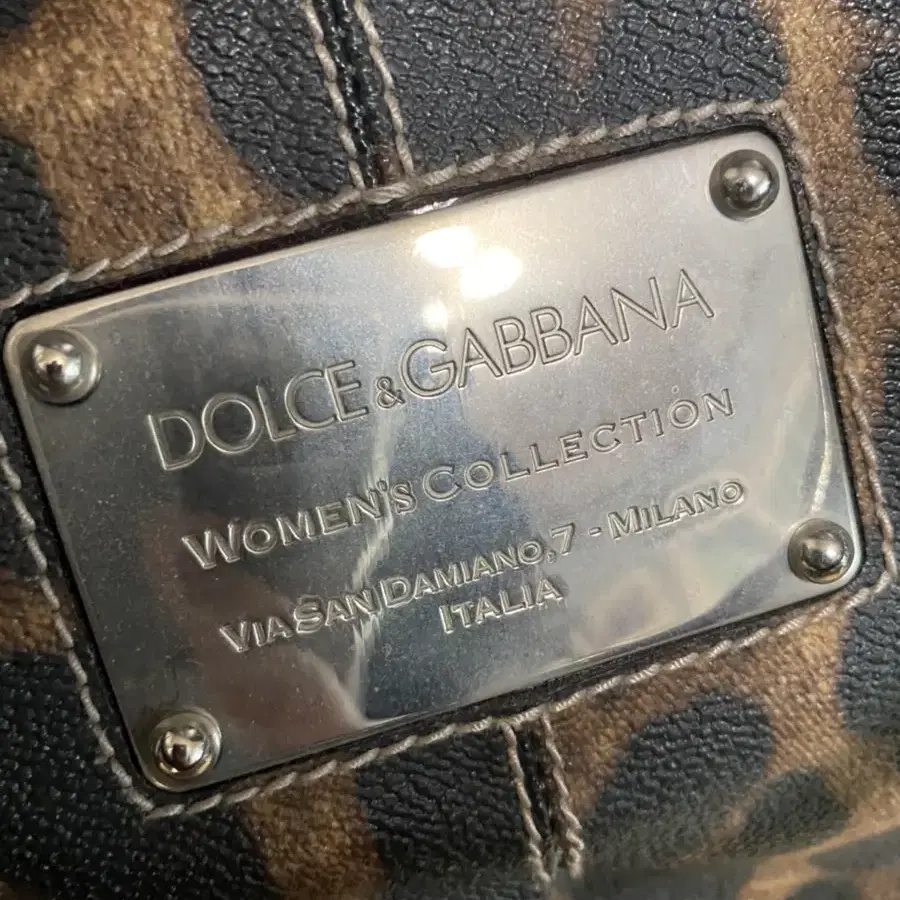 DOLCE & GABBANA
WOMEN'S COLLECTION
VIA SAN DAMIANO,7 - MILANO
ITALIA